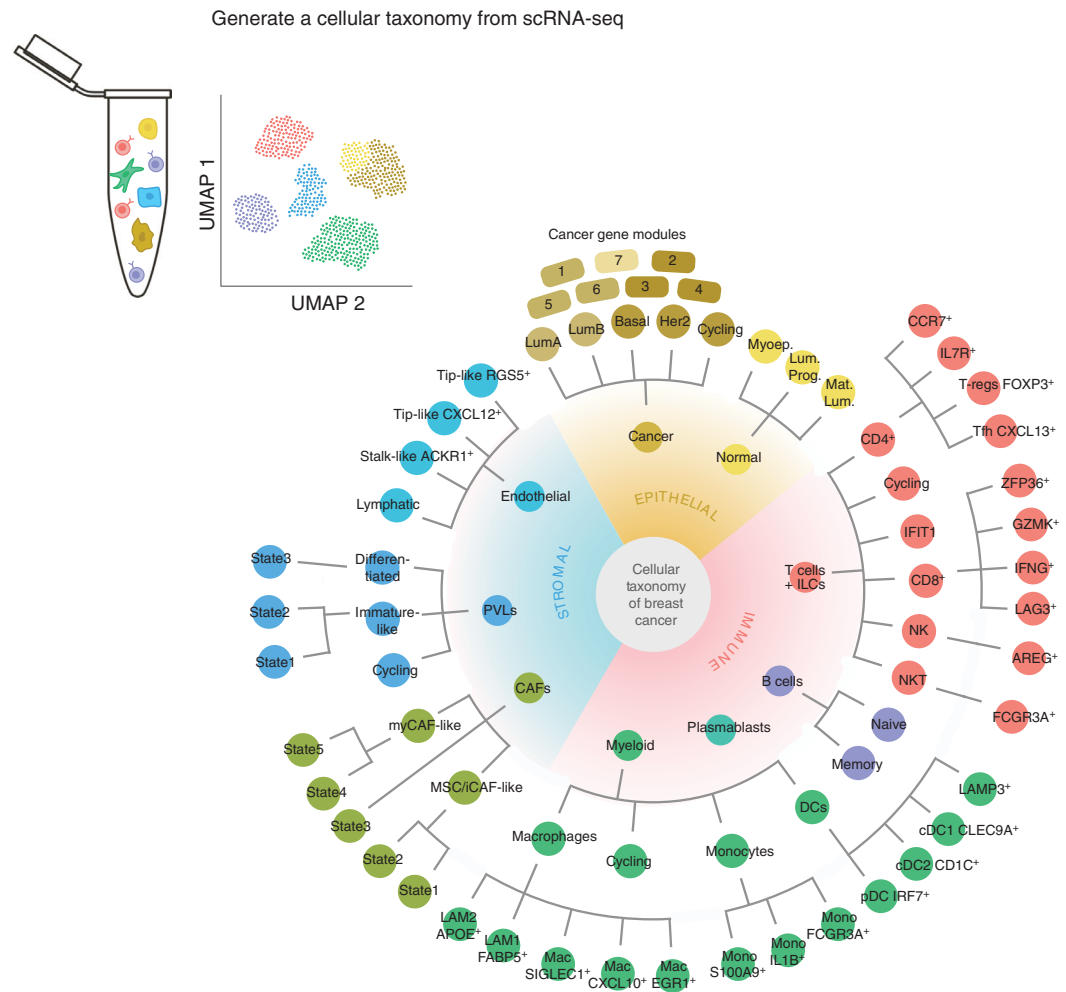 Generate a cellular taxonomy from scRNA-seq
UMAP 1
UMAP 2
Cancer gene modules
1
7
2
5
6
3
4
LumA
LumB
Basal
Her2
Cycling
Myoep.
Lum.
Prog.
Mat.
Lum.
Cancer
Normal
EPITHELIAL
Tip-like RGS5+
Tip-like CXCL12+
Stalk-like ACKR1+
Lymphatic
Endothelial
STROMAL
State3
State2
State1
Differen-
tiated
Immature-
like
Cycling
PVLs
CAFs
myCAF-like
State5
State4
State3
MSC/iCAF-like
State2
State1
Cellular
taxonomy
of breast
cancer
IMMUNE
T cells
+ ILCs
CD4+
CCR7+
IL7R+
T-regs FOXP3+
Tfh CXCL13+
Cycling
IFIT1
CD8+
ZFP36+
GZMK+
IFNG+
LAG3+
NK
AREG+
NKT
FCGR3A+
B cells
Naive
Memory
Plasmablasts
Myeloid
Macrophages
LAM2
APOE+
LAM1
FABP5+
Mac
SIGLEC1+
Mac
CXCL10+
Mac
EGR1+
Cycling
Monocytes
Mono
S100A9+
Mono
IL1B+
Mono
FCGR3A+
DCs
LAMP3+
cDC1 CLEC9A+
cDC2 CD1C+
pDC IRF7+